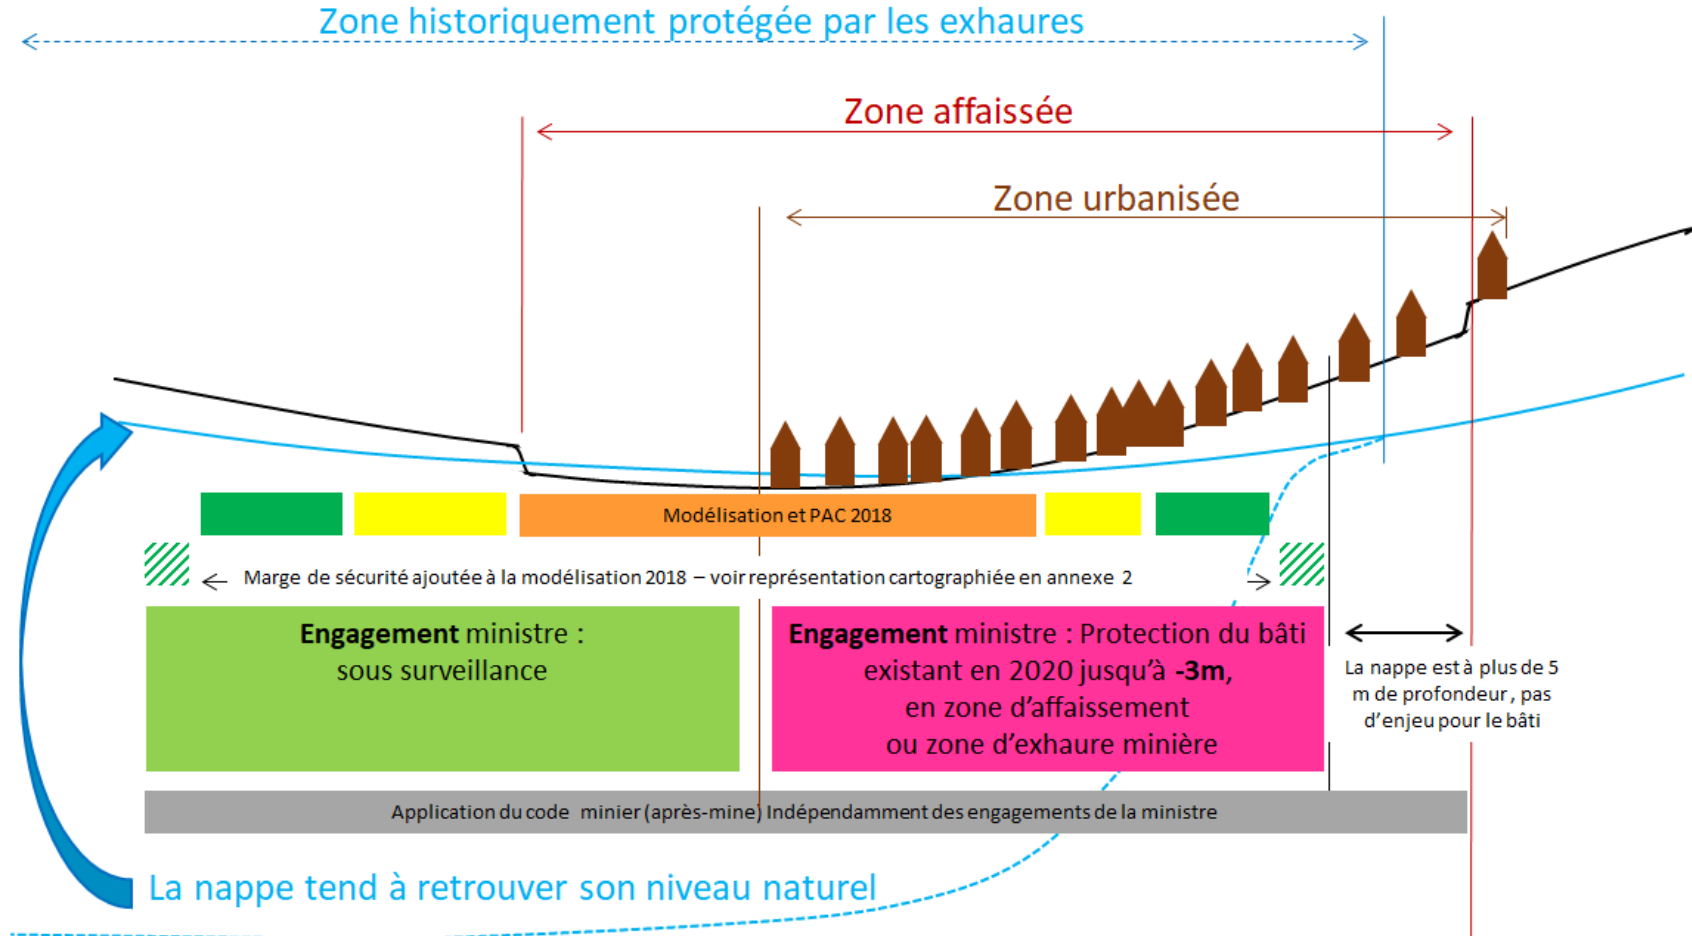 Zone historiquement protégée par les exhaures
Zone affaissée
Zone urbanisée
Modélisation et PAC 2018
Marge de sécurité ajoutée à la modélisation 2018 – voir représentation cartographiée en annexe 2
Engagement ministre :
sous surveillance
Engagement ministre : Protection du bâti
existant en 2020 jusqu'à -3m,
en zone d'affaissement
ou zone d'exhaure minière
La nappe est à plus de 5
m de profondeur, pas
d'enjeu pour le bâti
Application du code minier (après-mine) Indépendamment des engagements de la ministre
La nappe tend à retrouver son niveau naturel